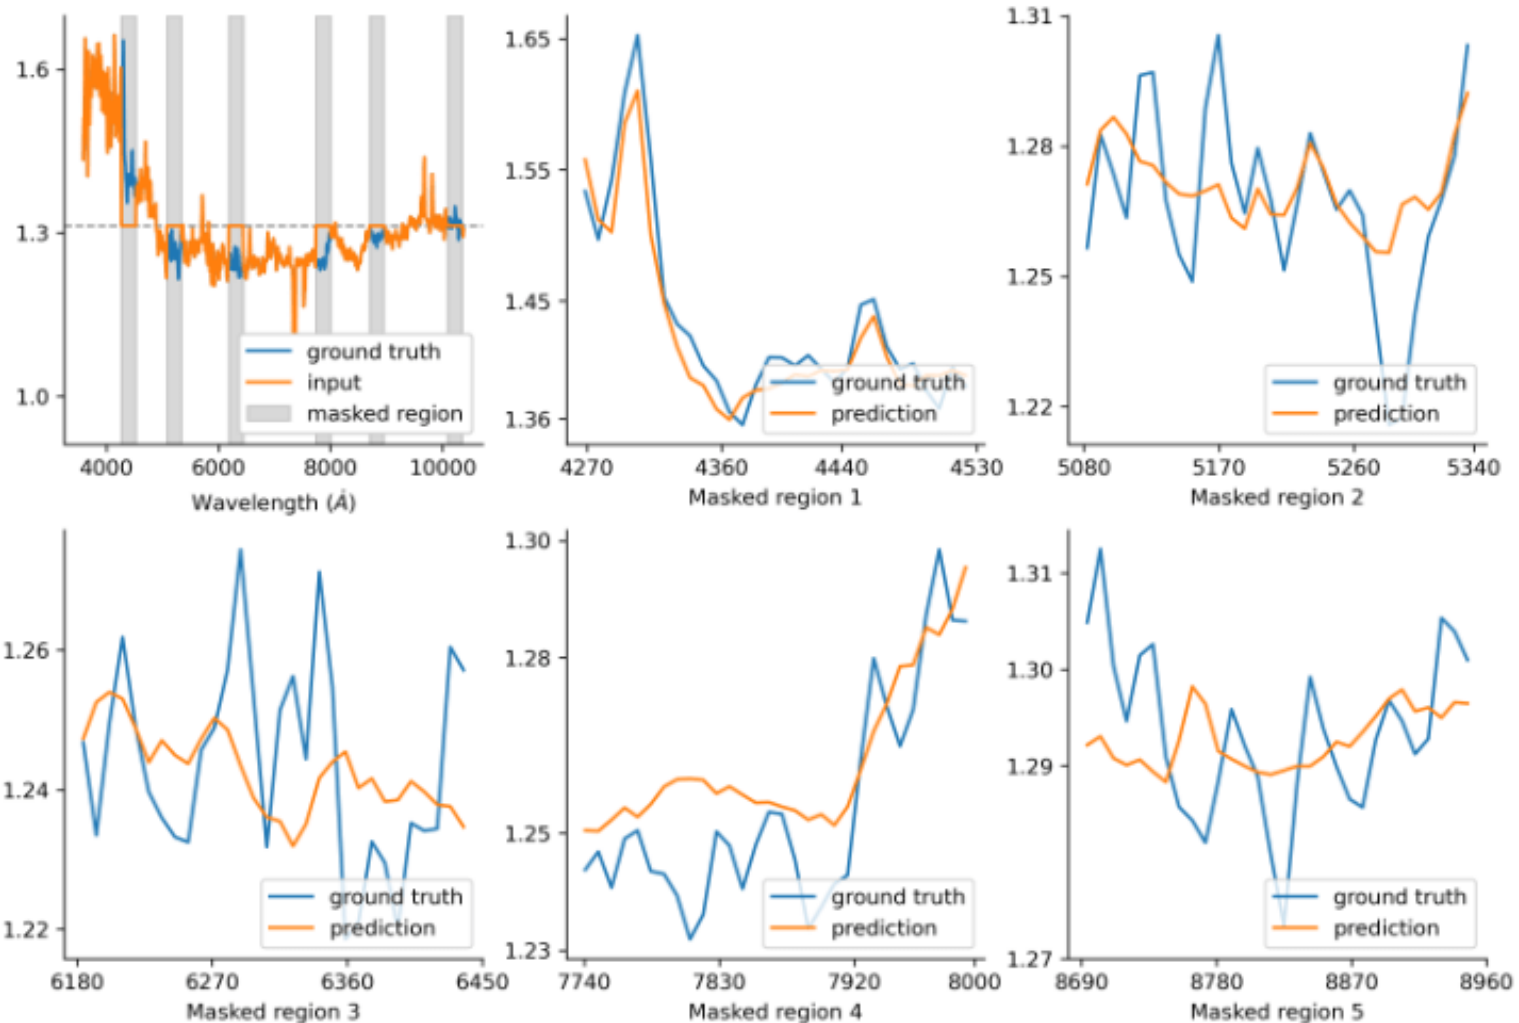 1.6
1.3
1.0
ground truth
input
masked region
4000 6000 8000 10000
Wavelength (Å)
1.65
1.55
1.45
1.36
ground truth
prediction
4270 4360 4440 4530
Masked region 1
1.31
1.28
1.25
1.22
ground truth
prediction
5080 5170 5260 5340
Masked region 2
1.26
1.24
1.22
ground truth
prediction
6180 6270 6360 6450
Masked region 3
1.30
1.28
1.25
1.23
ground truth
prediction
7740 7830 7920 8000
Masked region 4
1.31
1.30
1.29
1.27
ground truth
prediction
8690 8780 8870 8960
Masked region 5